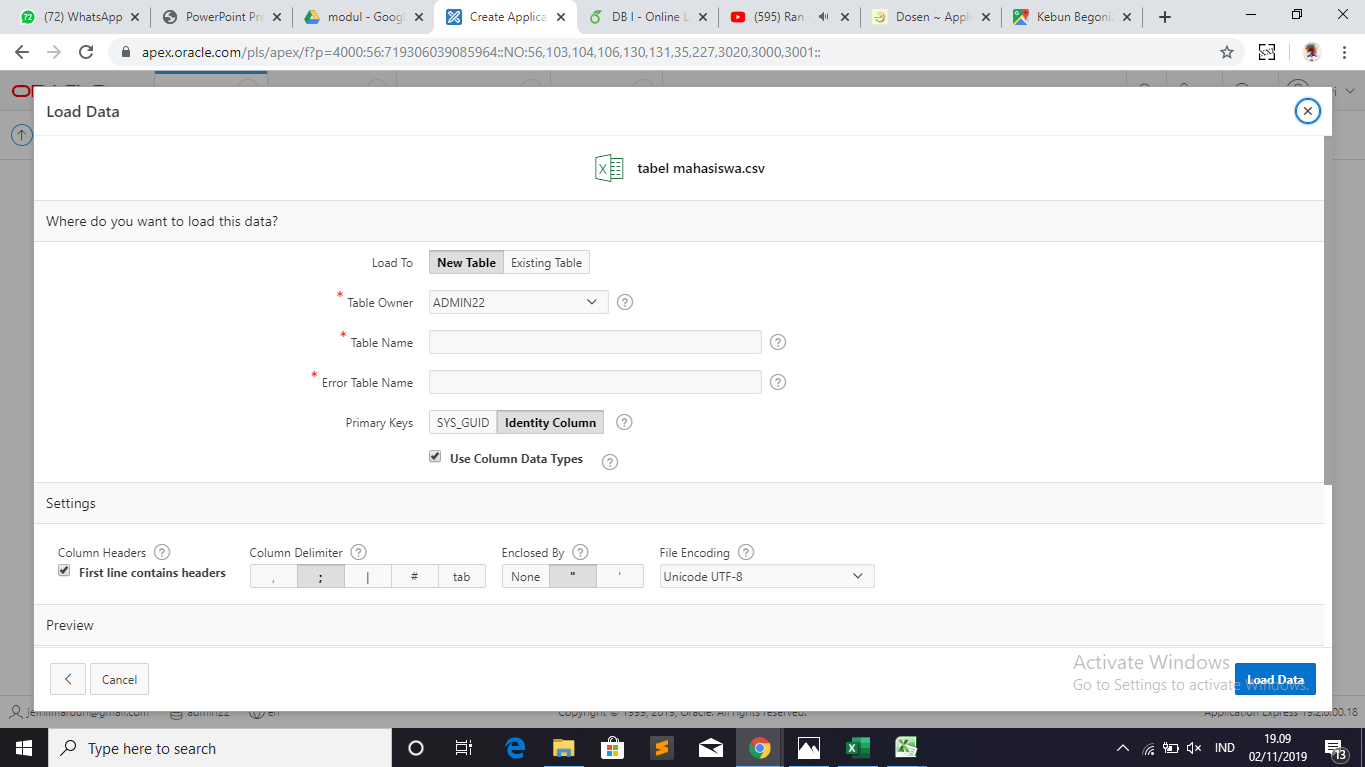 (72) WhatsApp
PowerPoint Pre
modul - Googl
Create Applica
DB I - Online L
(595) Ran
Dosen ~ Appli
Kebun Begonia
apex.oracle.com/pls/apex/f?p=4000:56:719306039085964::NO:56,103,104,106,130,131,35,227,3020,3000,3001::
Load Data
tabel mahasiswa.csv
Where do you want to load this data?
Load To New Table Existing Table
* Table Owner ADMIN22 ?
* Table Name ?
* Error Table Name ?
Primary Keys SYS_GUID Identity Column ?
Use Column Data Types ?
Settings
Column Headers ? Column Delimiter ? Enclosed By ? File Encoding ?
First line contains headers , ; | # tab None " ' Unicode UTF-8
Preview
Cancel
Load Data
Activate Windows
Go to Settings to activate Windows.
admin22 en
Copyright © 1999, 2019, Oracle. All rights reserved.
Application Express 19.2.0.00.18
Type here to search
IND
19.09
02/11/2019
13